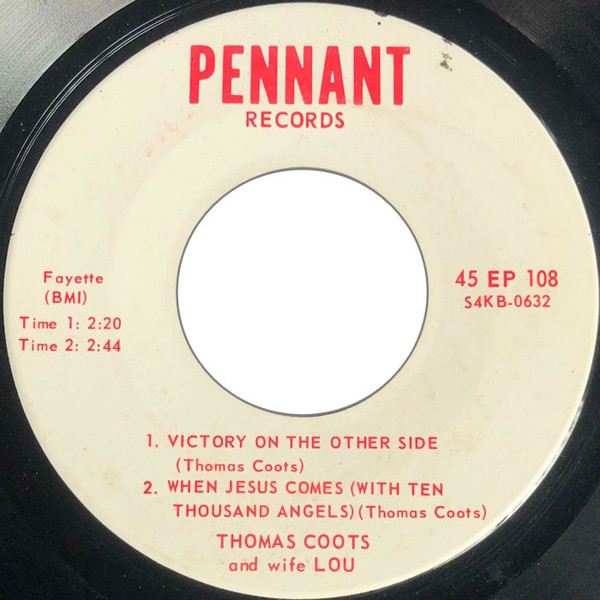 PENNANT
RECORDS
Fayette
(BMI)
Time 1: 2:20
Time 2: 2:44
45 EP 108
S4KB-0632
1. VICTORY ON THE OTHER SIDE
(Thomas Coots)
2. WHEN JESUS COMES (WITH TEN
THOUSAND ANGELS) (Thomas Coots)
THOMAS COOTS
and wife LOU